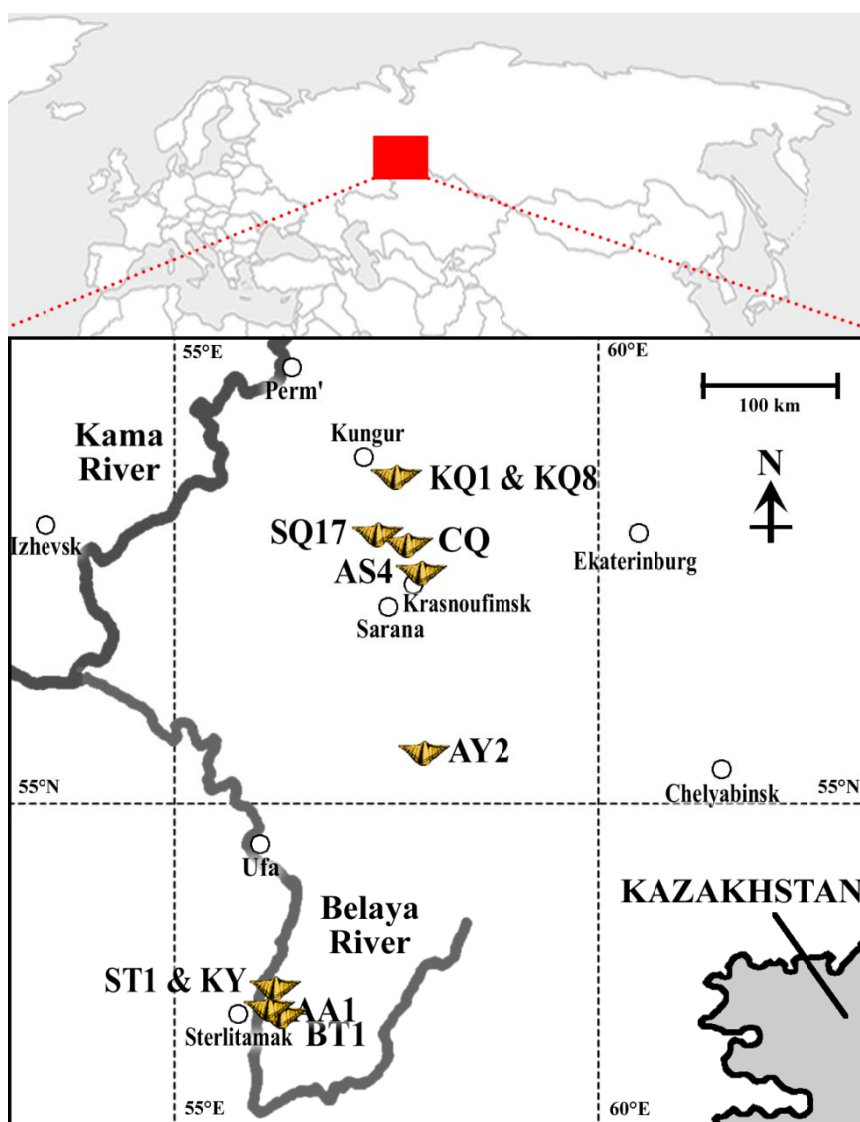 55°E
60°E
Perm'
100 km
Kama
River
Kungur
N
KQ1 & KQ8
Izhevsk
SQ17
CQ
Ekaterinburg
AS4
Krasnoufimsk
Sarana
AY2
55°N
Chelyabinsk
55°N
Ufa
KAZAKHSTAN
Belaya
River
ST1 & KY
AA1
Sterlitamak
BT1
55°E
60°E